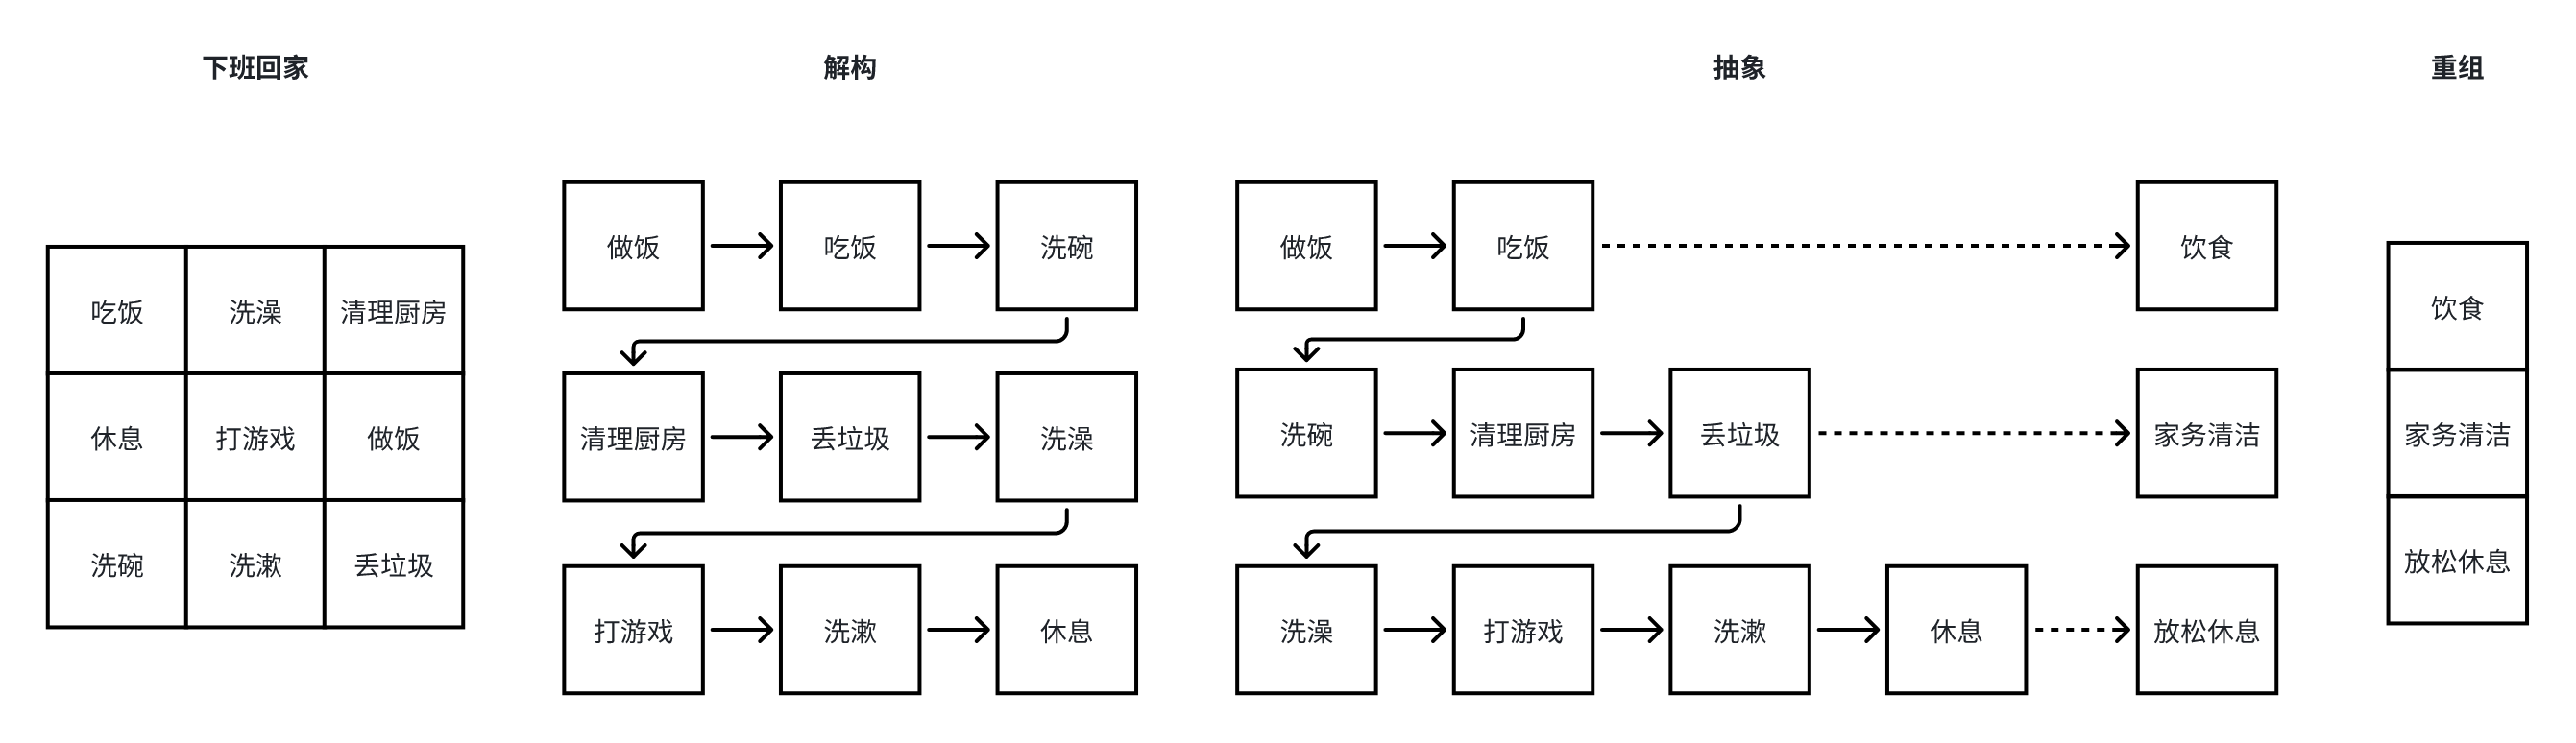 下班回家
吃饭 洗澡 清理厨房
休息 打游戏 做饭
洗碗 洗漱 丢垃圾
解构
做饭 吃饭 洗碗
清理厨房 丢垃圾 洗澡
打游戏 洗漱 休息
抽象
做饭 吃饭 饮食
洗碗 清理厨房 丢垃圾 家务清洁
洗澡 打游戏 洗漱 休息 放松休息
重组
饮食
家务清洁
放松休息